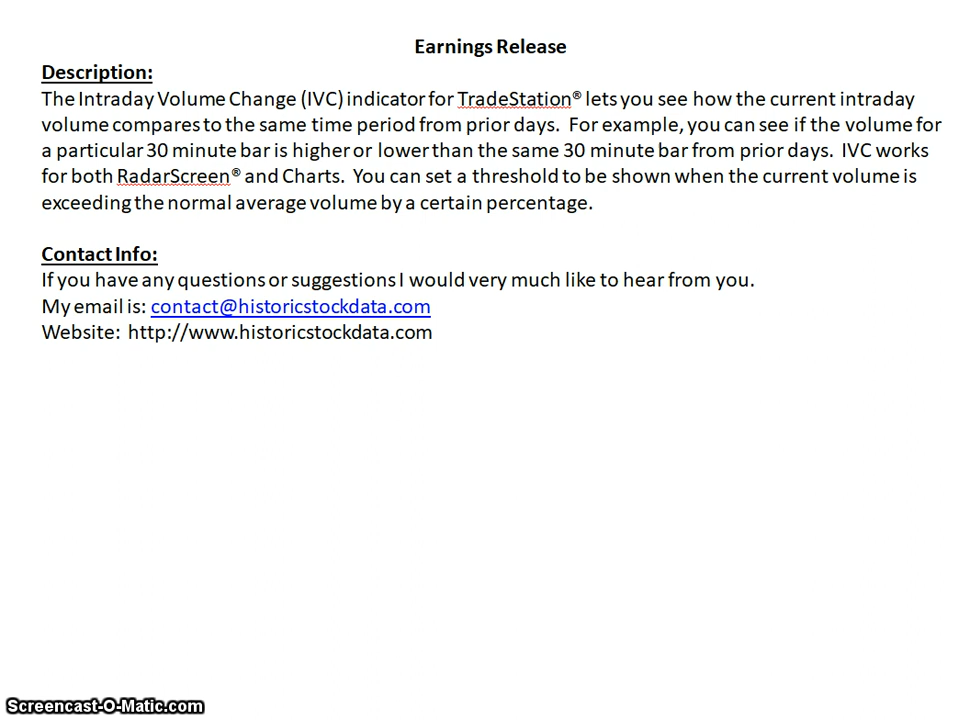 Earnings Release
Description:
The Intraday Volume Change (IVC) indicator for TradeStation® lets you see how the current intraday
volume compares to the same time period from prior days. For example, you can see if the volume for
a particular 30 minute bar is higher or lower than the same 30 minute bar from prior days. IVC works
for both RadarScreen® and Charts. You can set a threshold to be shown when the current volume is
exceeding the normal average volume by a certain percentage.
Contact Info:
If you have any questions or suggestions I would very much like to hear from you.
My email is: contact@historicstockdata.com
Website: http://www.historicstockdata.com
Screencast-O-Matic.com